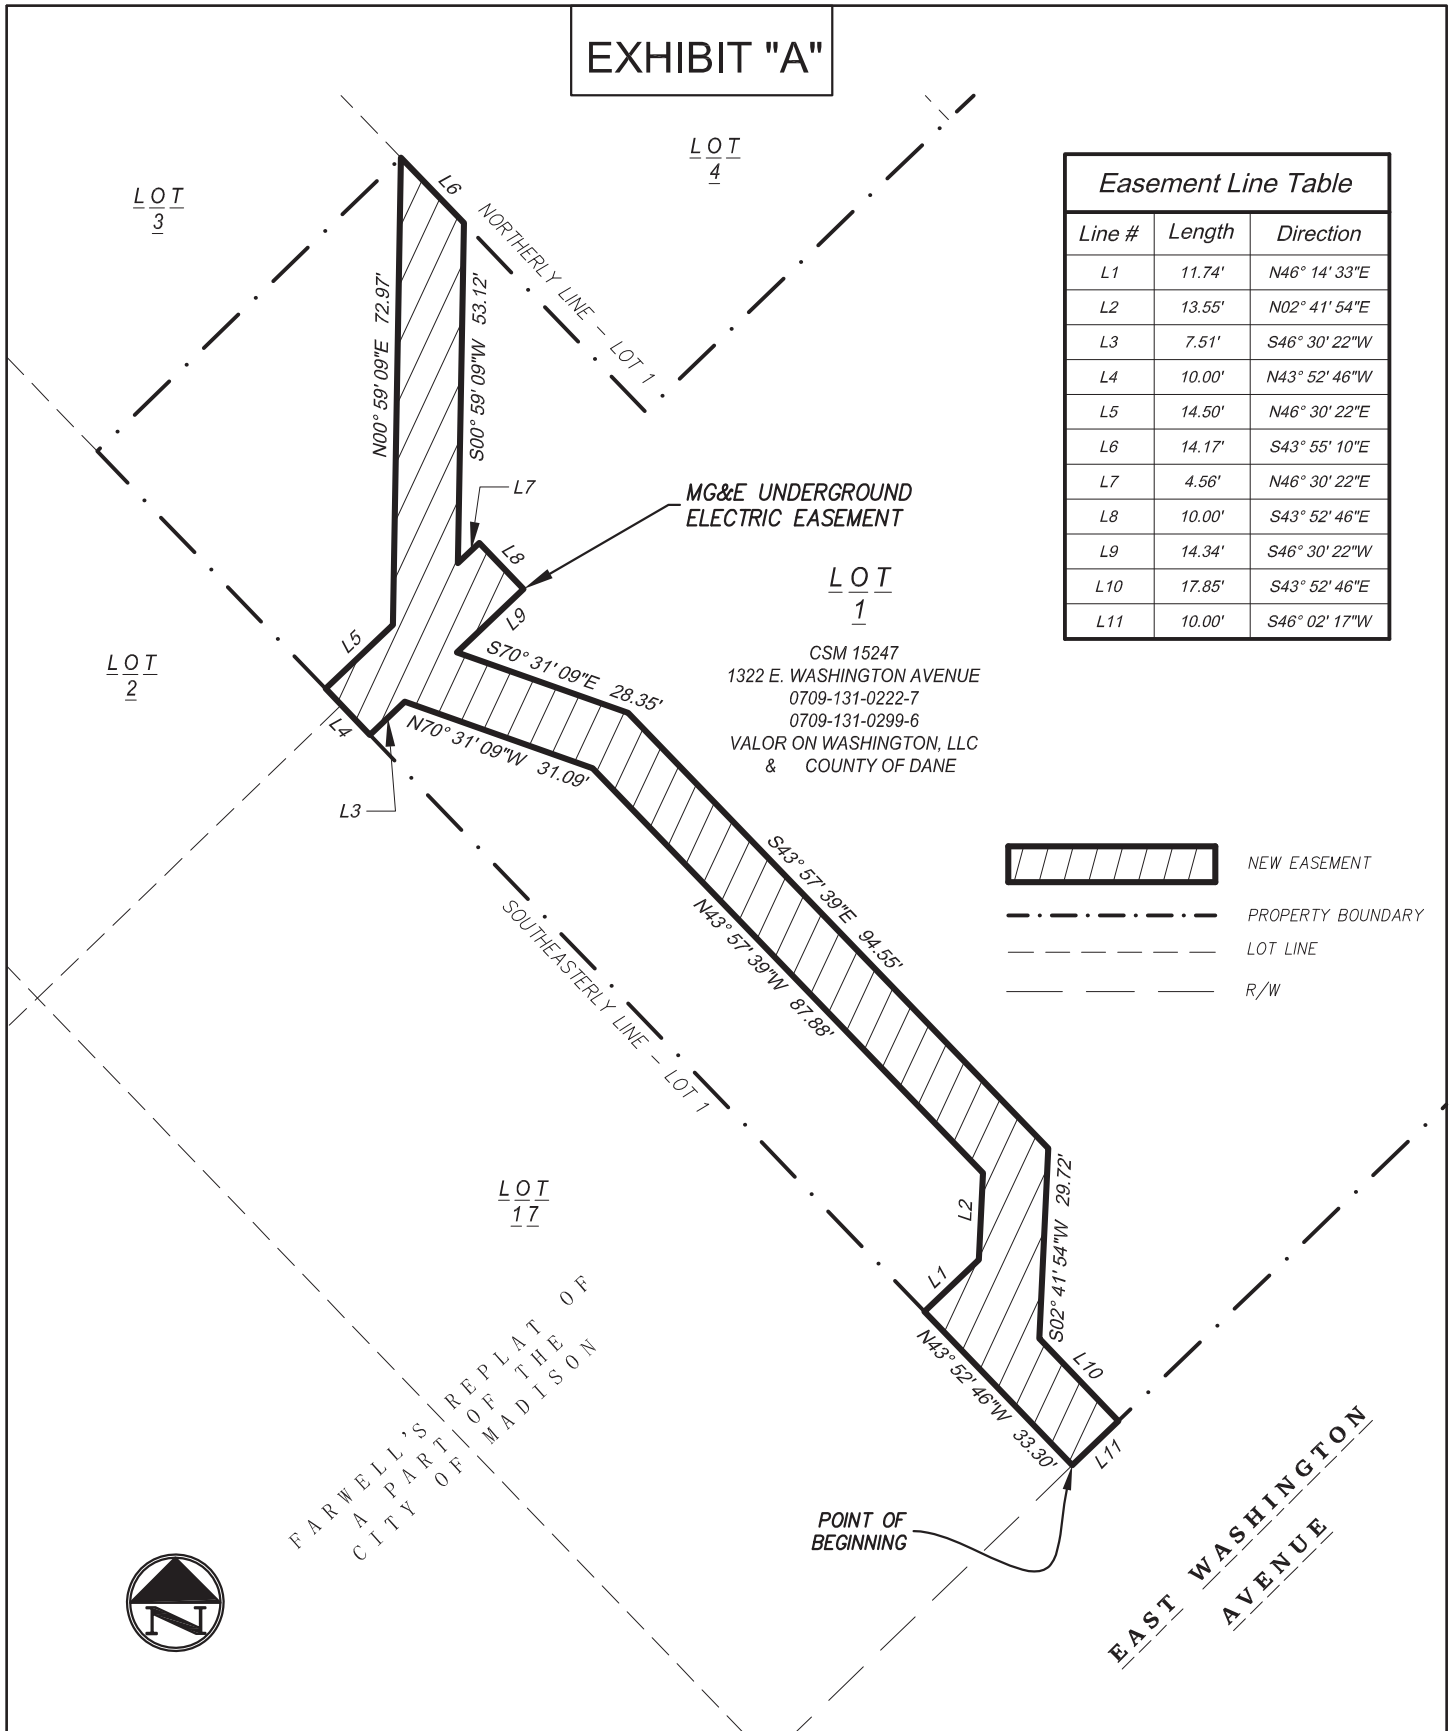 EXHIBIT "A"
LOT
3
LOT
4
L6
NORTHERLY LINE - LOT 1
N00° 59' 09"E 72.97'
S00° 59' 09"W 53.12'
Easement Line Table
Line # Length Direction
L1 11.74' N46° 14' 33"E
L2 13.55' N02° 41' 54"E
L3 7.51' S46° 30' 22"W
L4 10.00' N43° 52' 46"W
L5 14.50' N46° 30' 22"E
L6 14.17' S43° 55' 10"E
L7 4.56' N46° 30' 22"E
L8 10.00' S43° 52' 46"E
L9 14.34' S46° 30' 22"W
L10 17.85' S43° 52' 46"E
L11 10.00' S46° 02' 17"W
L7
MG&E UNDERGROUND
ELECTRIC EASEMENT
L8
L9
L5
LOT
2
L4
L3
S70° 31' 09"E 28.35'
N70° 31' 09"W 31.09'
LOT
1
CSM 15247
1322 E. WASHINGTON AVENUE
0709-131-0222-7
0709-131-0299-6
VALOR ON WASHINGTON, LLC
& COUNTY OF DANE
NEW EASEMENT
PROPERTY BOUNDARY
LOT LINE
R/W
S43° 57' 39"E 94.55'
N43° 57' 39"W 87.88'
SOUTHEASTERLY LINE - LOT 1
LOT
17
L2
L1
S02° 41' 54"W 29.72'
L10
N43° 52' 46"W 33.30'
L11
FARWELL'S REPLAT OF
A PART OF THE
CITY OF MADISON
POINT OF
BEGINNING
EAST WASHINGTON
AVENUE
N